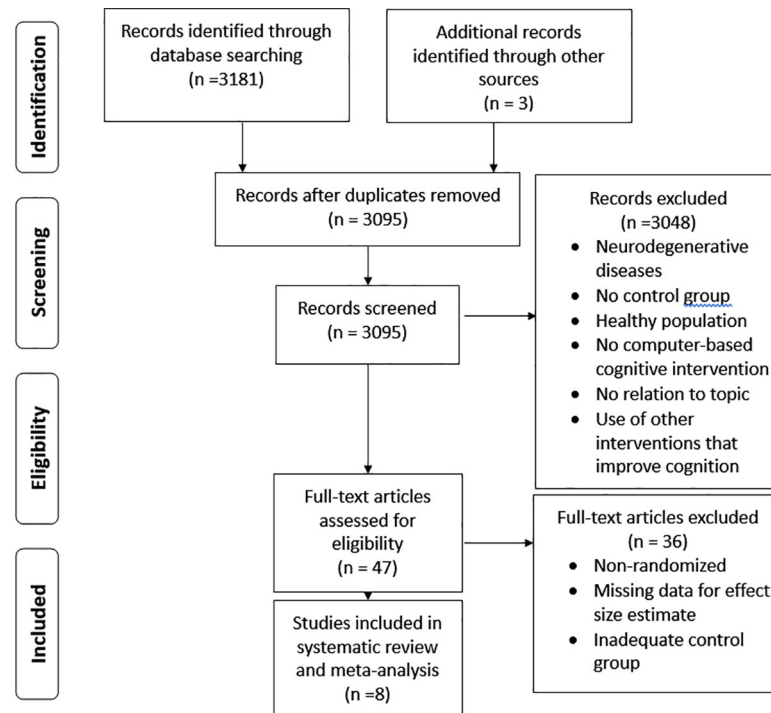 Identification
Records identified through
database searching
(n =3181)
Additional records
identified through other
sources
(n = 3)
Records after duplicates removed
(n = 3095)
Screening
Records screened
(n = 3095)
Records excluded
(n =3048)
• Neurodegenerative
diseases
• No control group
• Healthy population
• No computer-based
cognitive intervention
• No relation to topic
• Use of other
interventions that
improve cognition
Eligibility
Full-text articles
assessed for
eligibility
(n = 47)
Full-text articles excluded
(n = 36)
• Non-randomized
• Missing data for effect
size estimate
• Inadequate control
group
Included
Studies included in
systematic review
and meta-analysis
(n =8)